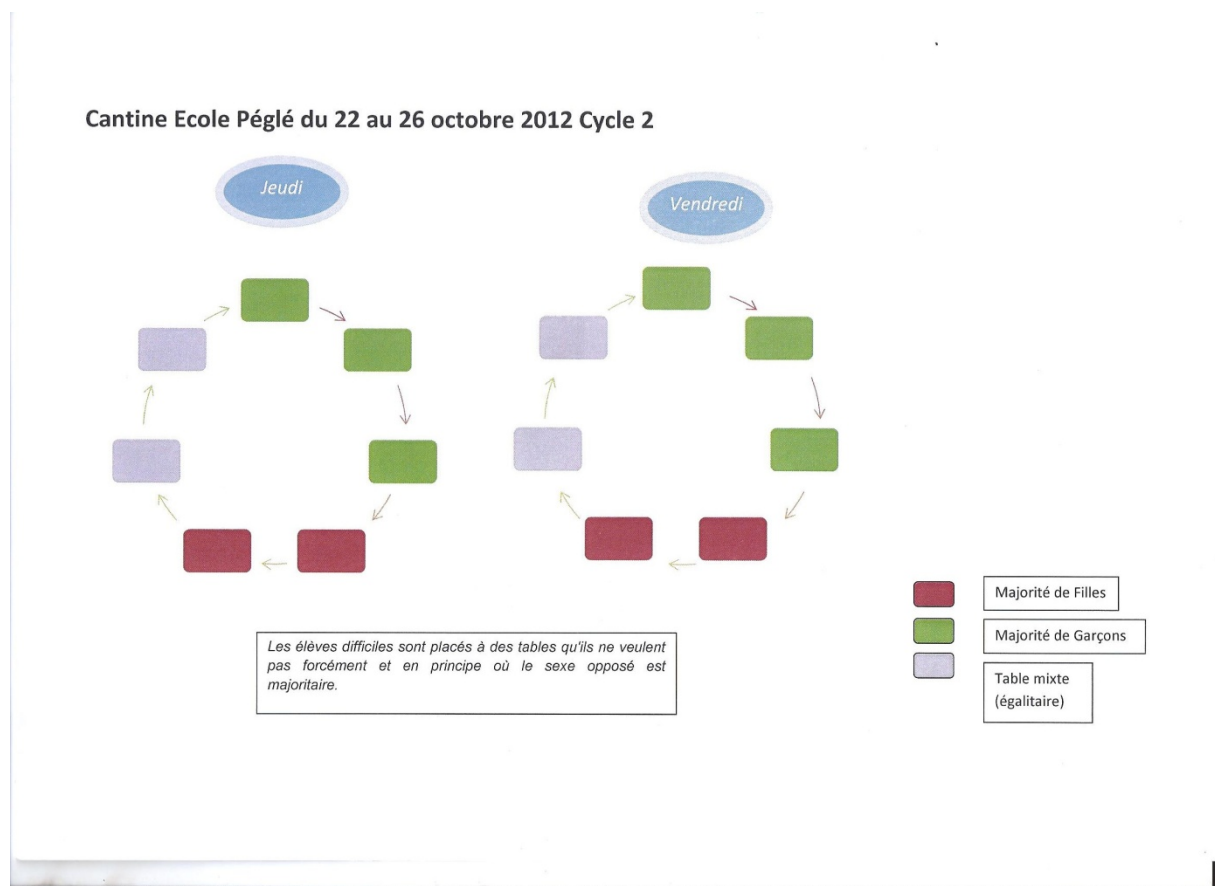 Cantine Ecole Péglé du 22 au 26 octobre 2012 Cycle 2
Jeudi
Vendredi
Les élèves difficiles sont placés à des tables qu'ils ne veulent
pas forcément et en principe où le sexe opposé est
majoritaire.
Majorité de Filles
Majorité de Garçons
Table mixte
(égalitaire)